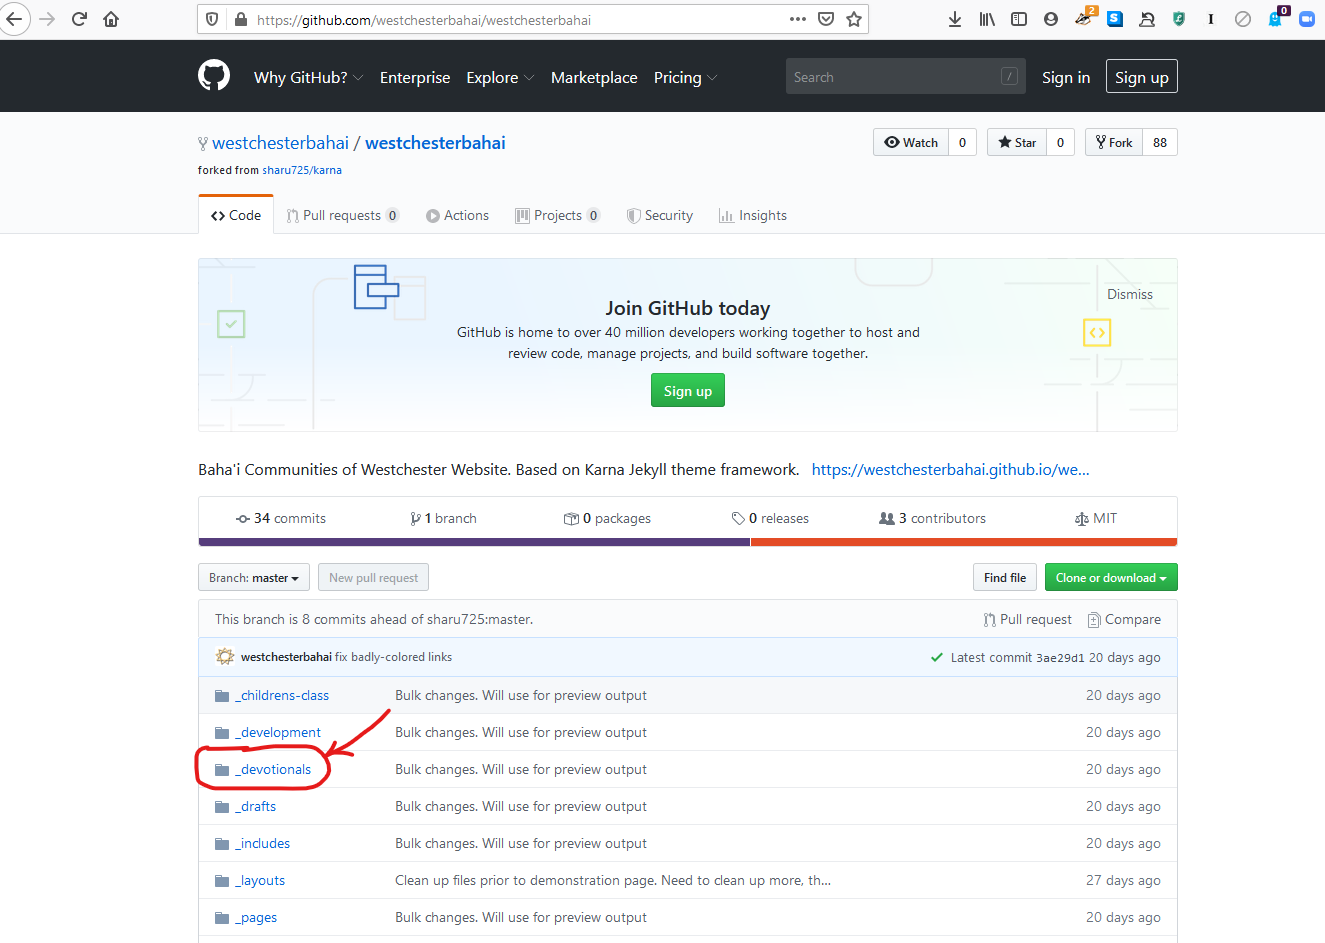 https://github.com/westchesterbahai/westchesterbahai
2
S
I
0
Why GitHub? Enterprise Explore Marketplace Pricing Search / Sign in Sign up
westchesterbahai / westchesterbahai Watch 0 Star 0 Fork 88
forked from sharu725/karna
Code Pull requests 0 Actions Projects 0 Security Insights
Dismiss
Join GitHub today
GitHub is home to over 40 million developers working together to host and
review code, manage projects, and build software together.
Sign up
Baha'i Communities of Westchester Website. Based on Karna Jekyll theme framework. https://westchesterbahai.github.io/we...
34 commits 1 branch 0 packages 0 releases 3 contributors MIT
Branch: master New pull request Find file Clone or download
This branch is 8 commits ahead of sharu725:master. Pull request Compare
westchesterbahai fix badly-colored links Latest commit 3ae29d1 20 days ago
_childrens-class Bulk changes. Will use for preview output 20 days ago
_development Bulk changes. Will use for preview output 20 days ago
_devotionals Bulk changes. Will use for preview output 20 days ago
_drafts Bulk changes. Will use for preview output 20 days ago
_includes Bulk changes. Will use for preview output 20 days ago
_layouts Clean up files prior to demonstration page. Need to clean up more, th... 27 days ago
_pages Bulk changes. Will use for preview output 20 days ago